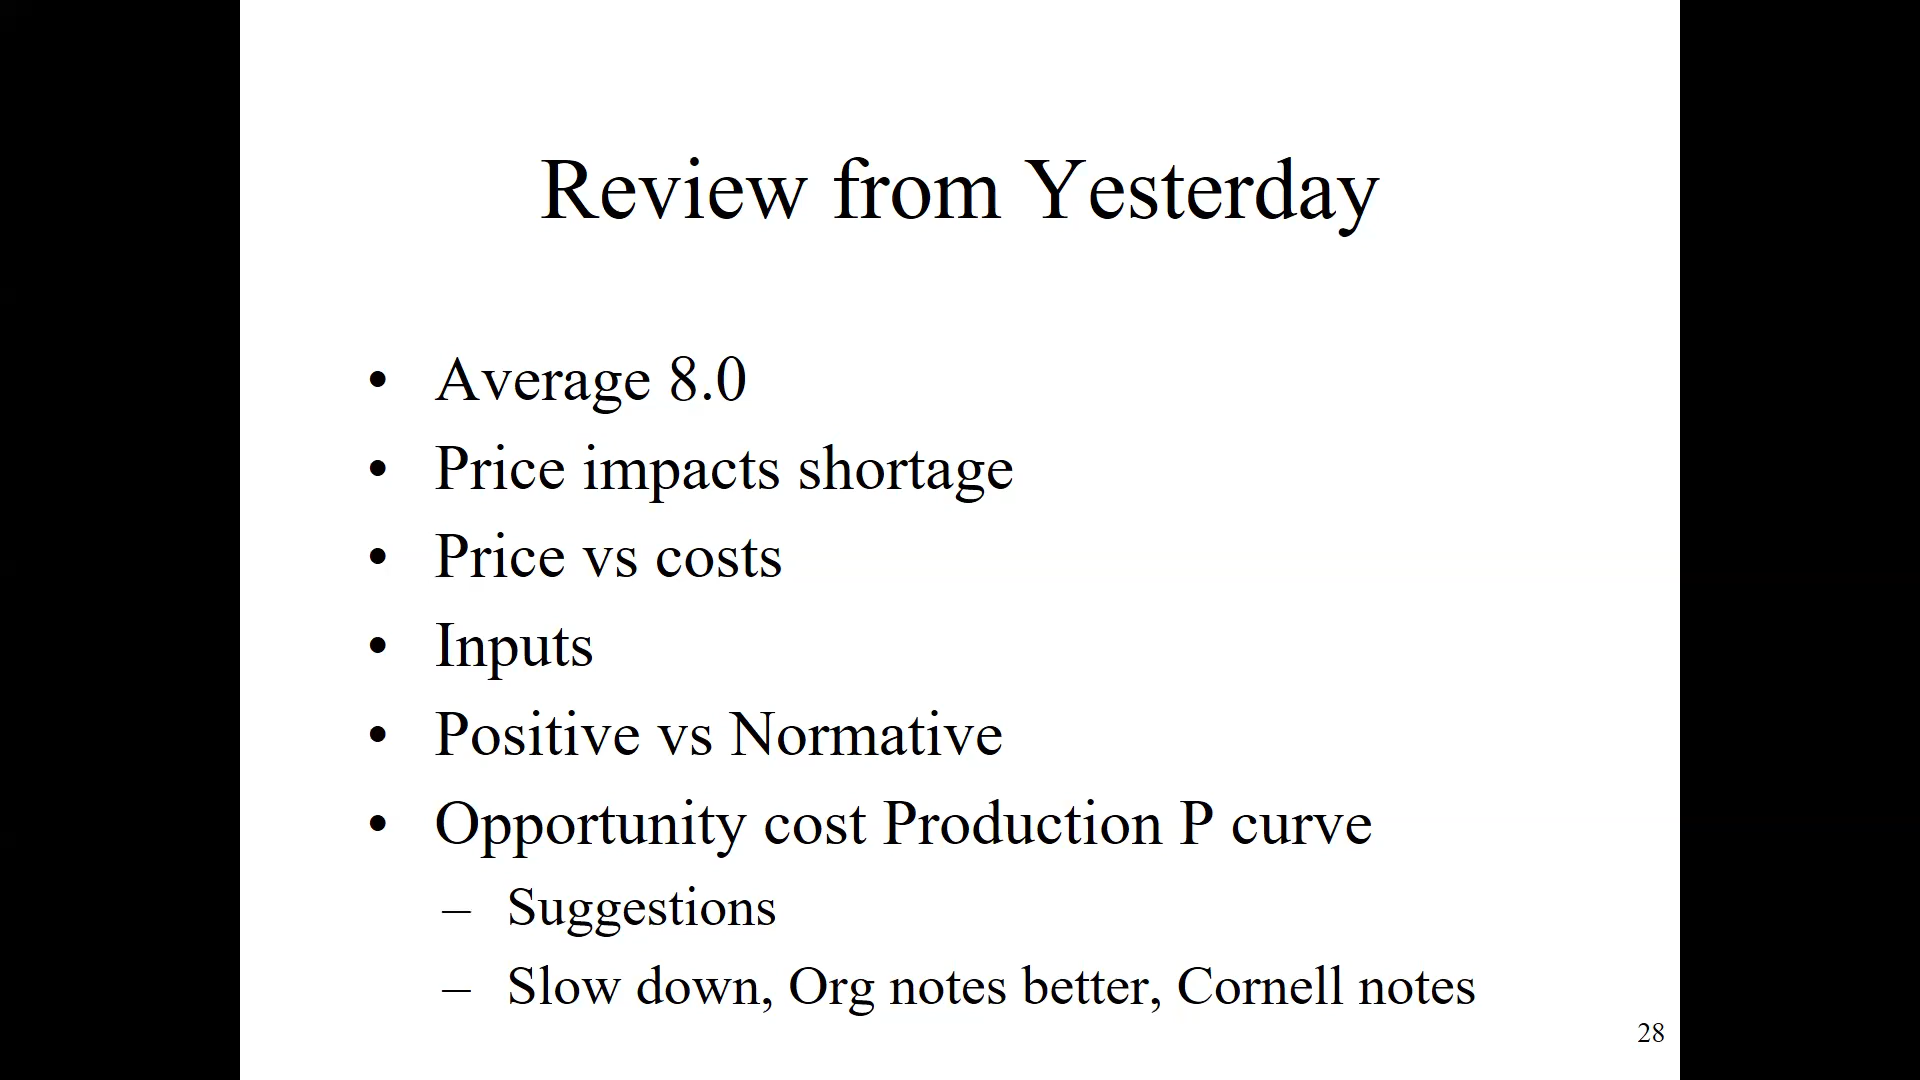 Review from Yesterday
• Average 8.0
• Price impacts shortage
• Price vs costs
• Inputs
• Positive vs Normative
• Opportunity cost Production P curve
– Suggestions
– Slow down, Org notes better, Cornell notes
28